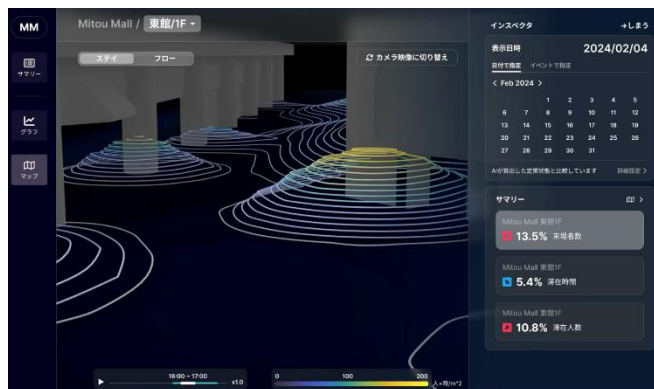 MM
サマリー
グラフ
マップ
Mitou Mall / 東館/1F
ステイ フロー
カメラ映像に切り替え
16:00 ~ 17:00
×1.0
0 100 200
人×時/m^2
インスペクタ
しまう
表示日時 2024/02/04
日付で指定 イベントで指定
< Feb 2024 >
1 2 3 4 5
6 7 8 9 10 11 12
13 14 15 16 17 18 19
20 21 22 23 24 25 26
27 28 29 30 31
AIが算出した定常状態と比較しています 詳細設定 >
サマリー
Mitou Mall 東館1F
13.5% 来場者数
Mitou Mall 東館1F
5.4% 滞在時間
Mitou Mall 東館1F
10.8% 滞在人数